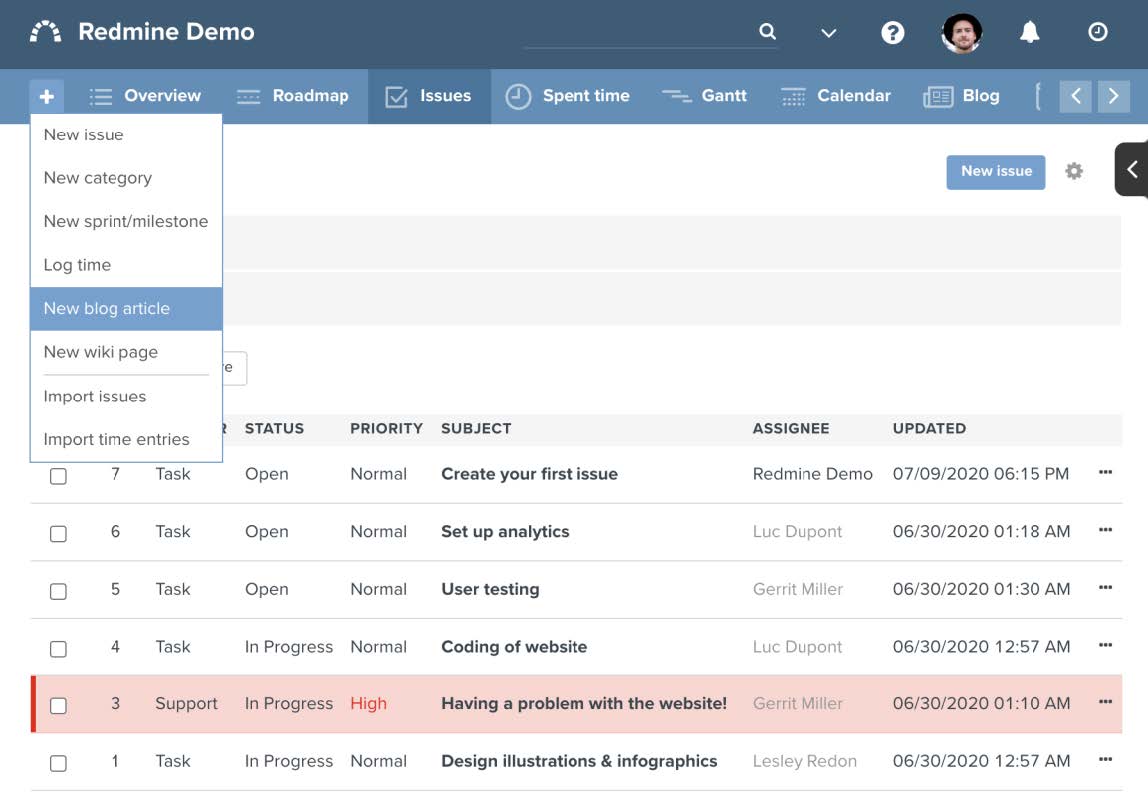 Redmine Demo
Overview Roadmap Issues Spent time Gantt Calendar Blog
New issue
New category
New sprint/milestone
Log time
New blog article
New wiki page
Import issues
Import time entries
New issue
STATUS PRIORITY SUBJECT ASSIGNEE UPDATED
7 Task Open Normal Create your first issue Redmine Demo 07/09/2020 06:15 PM
6 Task Open Normal Set up analytics Luc Dupont 06/30/2020 01:18 AM
5 Task Open Normal User testing Gerrit Miller 06/30/2020 01:30 AM
4 Task In Progress Normal Coding of website Luc Dupont 06/30/2020 12:57 AM
3 Support In Progress High Having a problem with the website! Gerrit Miller 06/30/2020 01:10 AM
1 Task In Progress Normal Design illustrations & infographics Lesley Redon 06/30/2020 12:57 AM